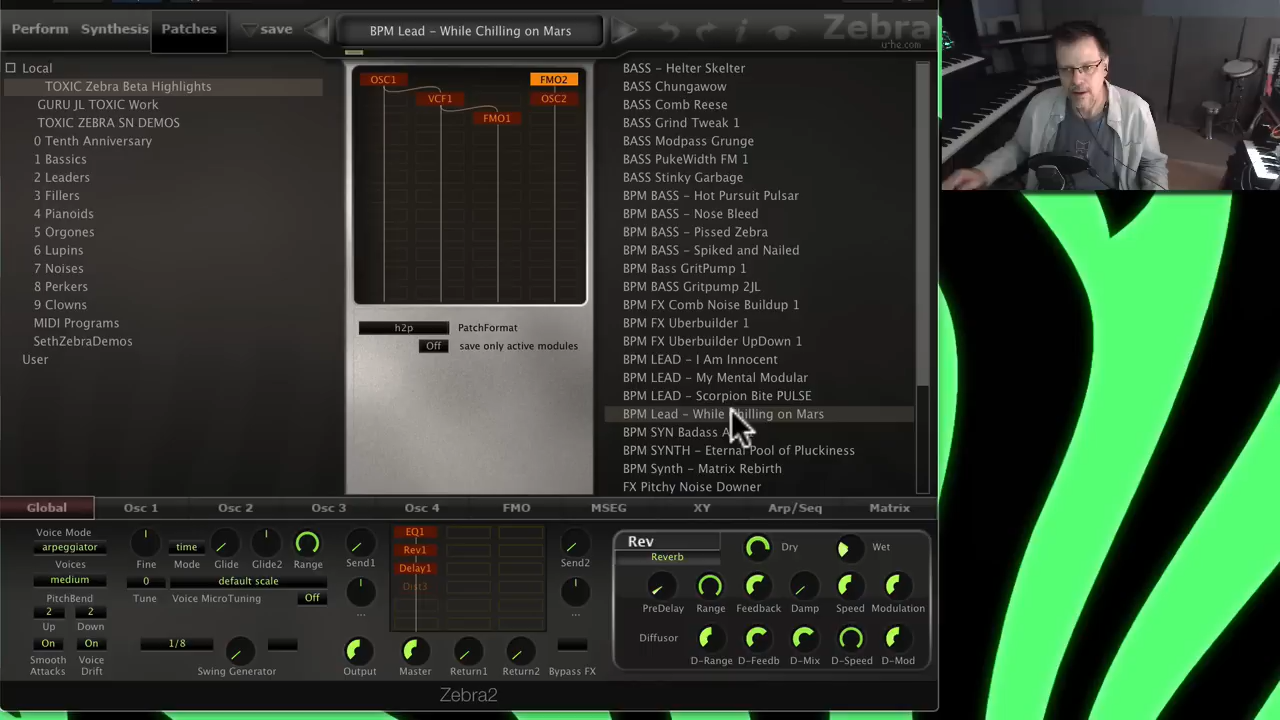 Perform Synthesis Patches save BPM Lead - While Chilling on Mars Zebra
u-he.com
Local
TOXIC Zebra Beta Highlights
GURU JL TOXIC Work
TOXIC ZEBRA SN DEMOS
0 Tenth Anniversary
1 Bassics
2 Leaders
3 Fillers
4 Pianoids
5 Orgones
6 Lupins
7 Noises
8 Perkers
9 Clowns
MIDI Programs
SethZebraDemos
User
OSC1 FMO2
VCF1 OSC2
FMO1
h2p PatchFormat
Off save only active modules
BASS - Helter Skelter
BASS Chungawow
BASS Comb Reese
BASS Grind Tweak 1
BASS Modpass Grunge
BASS PukeWidth FM 1
BASS Stinky Garbage
BPM BASS - Hot Pursuit Pulsar
BPM BASS - Nose Bleed
BPM BASS - Pissed Zebra
BPM BASS - Spiked and Nailed
BPM Bass GritPump 1
BPM BASS Gritpump 2JL
BPM FX Comb Noise Buildup 1
BPM FX Uberbuilder 1
BPM FX Uberbuilder UpDown 1
BPM LEAD - I Am Innocent
BPM LEAD - My Mental Modular
BPM LEAD - Scorpion Bite PULSE
BPM Lead - While Chilling on Mars
BPM SYN Badass
BPM SYNTH - Eternal Pool of Pluckiness
BPM Synth - Matrix Rebirth
FX Pitchy Noise Downer
Global Osc 1 Osc 2 Osc 3 Osc 4 FMO MSEG XY Arp/Seq Matrix
Voice Mode
arpeggiator
Voices
medium
PitchBend
2 2
Up Down
On On
Smooth Attacks
Voice Drift
time
Fine Mode Glide Glide2 Range
0 default scale
Tune Voice MicroTuning Off
1/8
Swing Generator
Send1
...
Output
EQ1
Rev1
Delay1
Dist3
Master Return1 Return2
Send2
...
Bypass FX
Rev
Reverb
Dry Wet
PreDelay Range Feedback Damp Speed Modulation
Diffusor
D-Range D-Feedb D-Mix D-Speed D-Mod
Zebra2